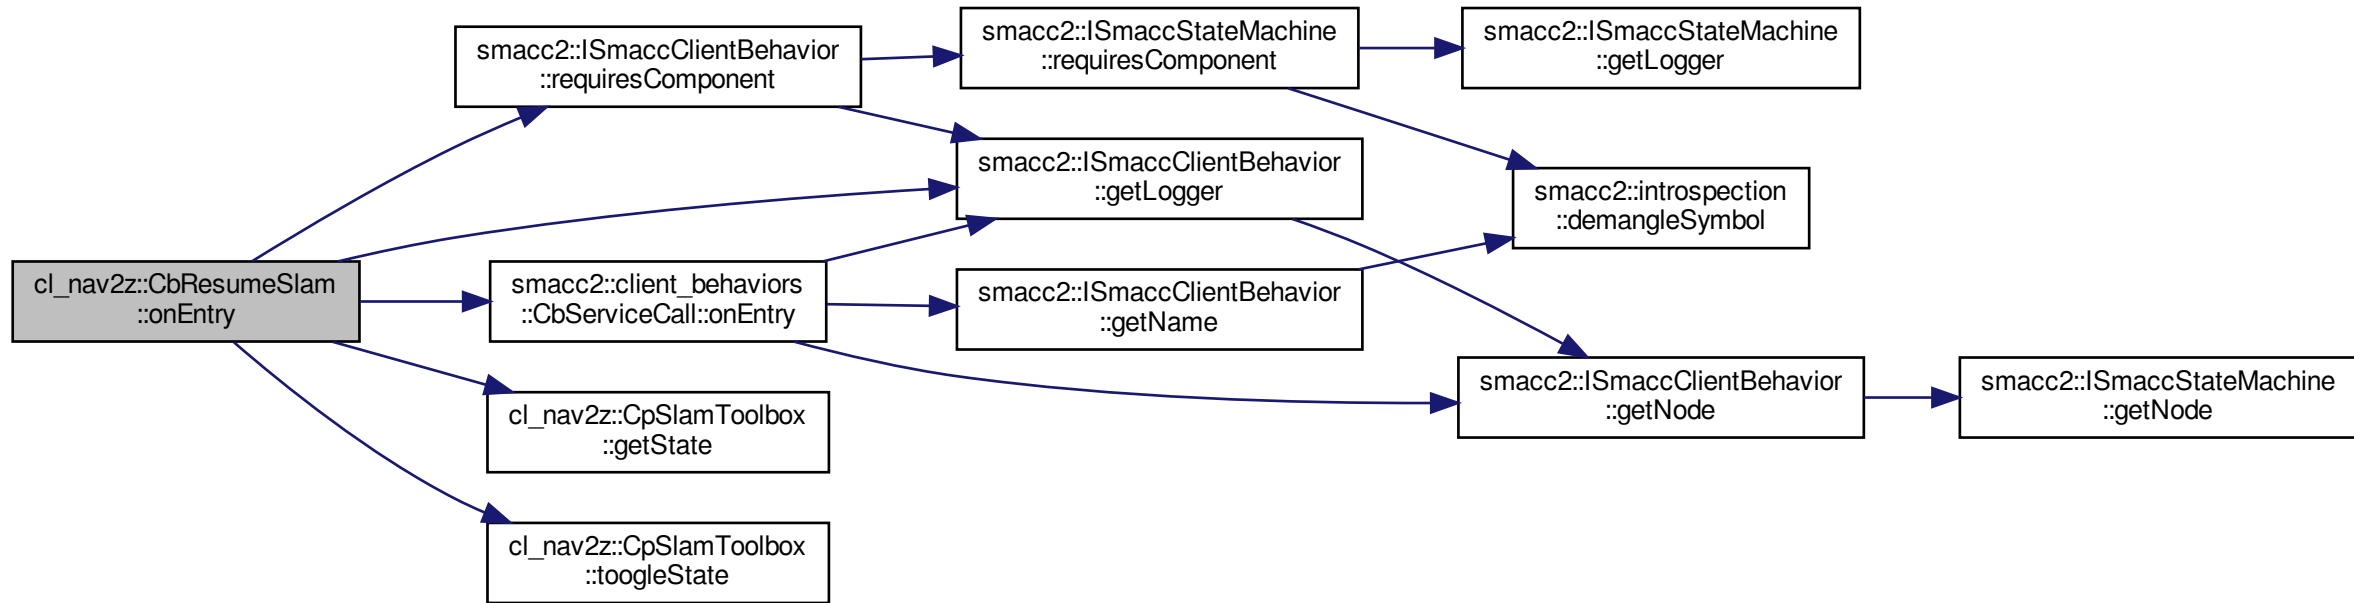 cl_nav2z::CbResumeSlam
::onEntry
smacc2::ISmaccClientBehavior
::requiresComponent
smacc2::ISmaccStateMachine
::requiresComponent
smacc2::ISmaccStateMachine
::getLogger
smacc2::ISmaccClientBehavior
::getLogger
smacc2::introspection
::demangleSymbol
smacc2::client_behaviors
::CbServiceCall::onEntry
smacc2::ISmaccClientBehavior
::getName
smacc2::ISmaccClientBehavior
::getNode
smacc2::ISmaccStateMachine
::getNode
cl_nav2z::CpSlamToolbox
::getState
cl_nav2z::CpSlamToolbox
::toogleState